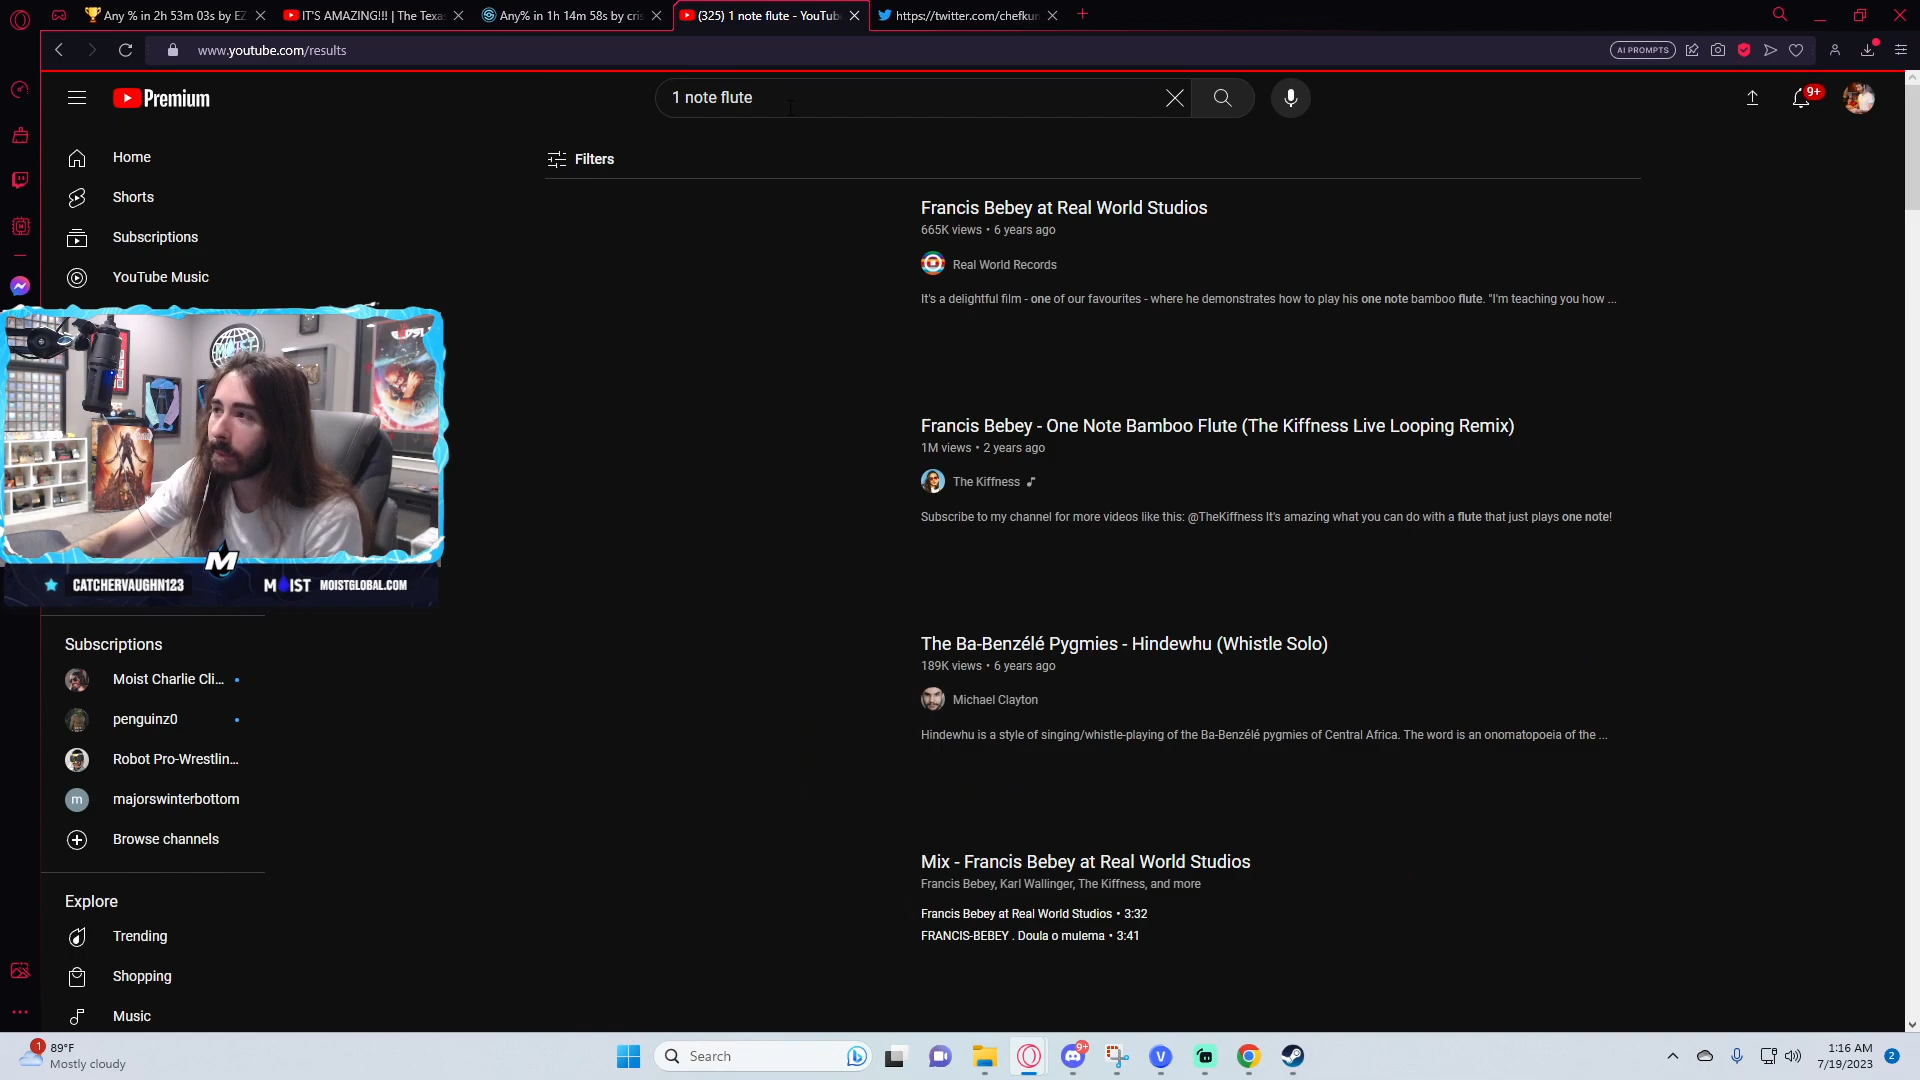 Any % in 2h 53m 03s by EZ
IT'S AMAZING!!! | The Texa
Any% in 1h 14m 58s by cri
(325) 1 note flute - YouTub
https://twitter.com/chefkun
www.youtube.com/results
AI PROMPTS
Premium
1 note flute
9+
Home
Shorts
Subscriptions
YouTube Music
Filters
Francis Bebey at Real World Studios
665K views • 6 years ago
Real World Records
It's a delightful film - one of our favourites - where he demonstrates how to play his one note bamboo flute. "I'm teaching you how ...
Francis Bebey - One Note Bamboo Flute (The Kiffness Live Looping Remix)
1M views • 2 years ago
The Kiffness
Subscribe to my channel for more videos like this: @TheKiffness It's amazing what you can do with a flute that just plays one note!
MOIST
M
CATCHERVAUGHN123
MOIST MOISTGLOBAL.COM
The Ba-Benzélé Pygmies - Hindewhu (Whistle Solo)
189K views • 6 years ago
Michael Clayton
Hindewhu is a style of singing/whistle-playing of the Ba-Benzélé pygmies of Central Africa. The word is an onomatopoeia of the ...
Mix - Francis Bebey at Real World Studios
Francis Bebey, Karl Wallinger, The Kiffness, and more
Francis Bebey at Real World Studios • 3:32
FRANCIS-BEBEY . Doula o mulema • 3:41
Subscriptions
Moist Charlie Cli...
penguinz0
Robot Pro-Wrestlin...
m
majorswinterbottom
Browse channels
Explore
Trending
Shopping
Music
1
89°F
Mostly cloudy
Search
9+
V
1:16 AM
7/19/2023
2